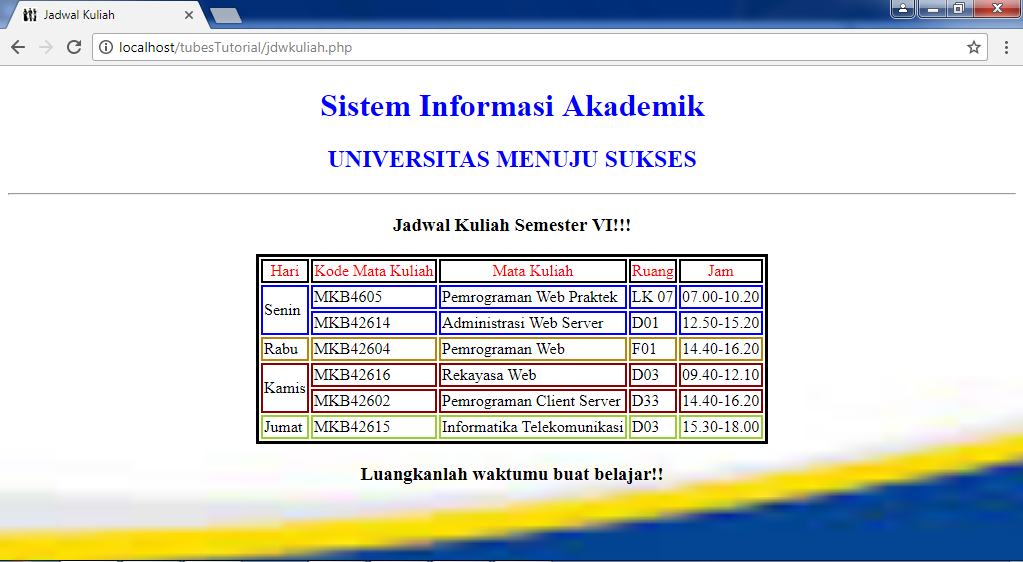 Jadwal Kuliah
localhost/tubesTutorial/jdwkuliah.php
Sistem Informasi Akademik
UNIVERSITAS MENUJU SUKSES
Jadwal Kuliah Semester VI!!!
Hari Kode Mata Kuliah Mata Kuliah Ruang Jam
Senin MKB4605 Pemrograman Web Praktek LK 07 07.00-10.20
MKB42614 Administrasi Web Server D01 12.50-15.20
Rabu MKB42604 Pemrograman Web F01 14.40-16.20
Kamis MKB42616 Rekayasa Web D03 09.40-12.10
MKB42602 Pemrograman Client Server D33 14.40-16.20
Jumat MKB42615 Informatika Telekomunikasi D03 15.30-18.00
Luangkanlah waktumu buat belajar!!